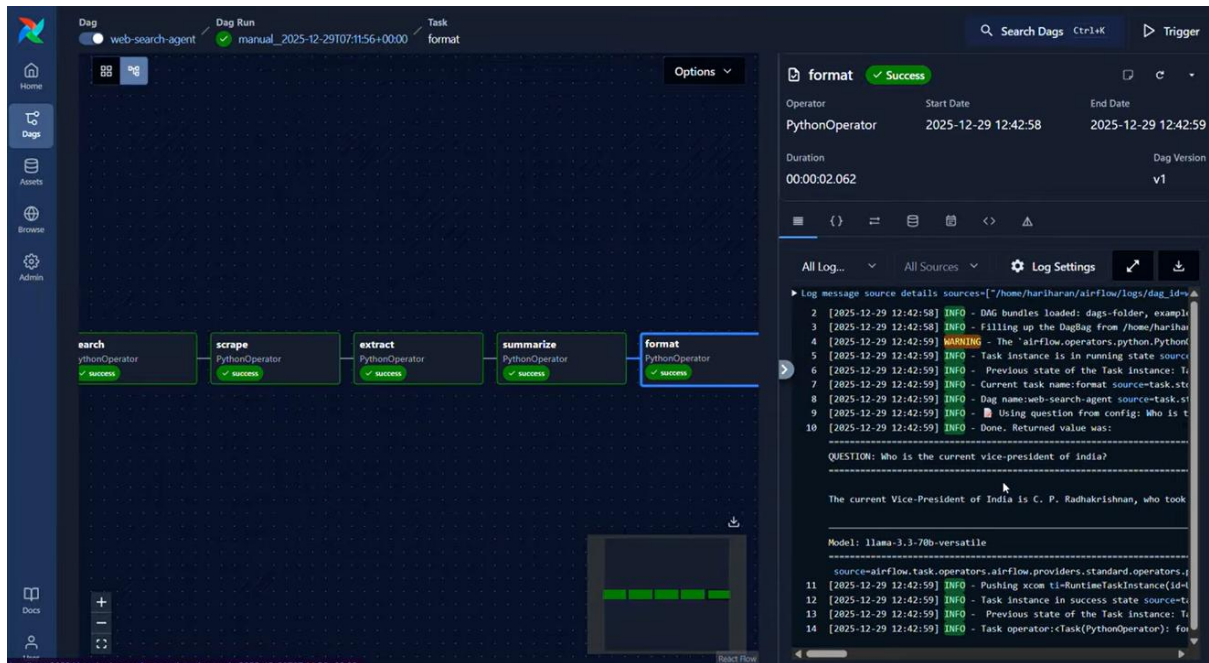 Dag
web-search-agent
Dag Run
manual_2025-12-29T07:11:56+00:00
Task
format
Search Dags Ctrl+K
Trigger
Home
Dags
Assets
Browse
Admin
Docs
Options
earch
ythonOperator
success
scrape
PythonOperator
success
extract
PythonOperator
success
summarize
PythonOperator
success
format
PythonOperator
success
React Flow
format Success
Operator Start Date End Date
PythonOperator 2025-12-29 12:42:58 2025-12-29 12:42:59
Duration Dag Version
00:00:02.062 v1
All Log... All Sources Log Settings
Log message source details sources=["/home/hariharan/airflow/logs/dag_id=
2 [2025-12-29 12:42:58] INFO - DAG bundles loaded: dags-folder, example
3 [2025-12-29 12:42:58] INFO - Filling up the DagBag from /home/harihar
4 [2025-12-29 12:42:59] WARNING - The `airflow.operators.python.Python
5 [2025-12-29 12:42:59] INFO - Task instance is in running state source
6 [2025-12-29 12:42:59] INFO - Previous state of the Task instance: Ta
7 [2025-12-29 12:42:59] INFO - Current task name:format source=task.std
8 [2025-12-29 12:42:59] INFO - Dag name:web-search-agent source=task.st
9 [2025-12-29 12:42:59] INFO - Using question from config: Who is t
10 [2025-12-29 12:42:59] INFO - Done. Returned value was:
QUESTION: Who is the current vice-president of india?
The current Vice-President of India is C. P. Radhakrishnan, who took
Model: llama-3.3-70b-versatile
source=airflow.task.operators.airflow.providers.standard.operators.p
11 [2025-12-29 12:42:59] INFO - Pushing xcom ti=RuntimeTaskInstance(id=
12 [2025-12-29 12:42:59] INFO - Task instance in success state source=ta
13 [2025-12-29 12:42:59] INFO - Previous state of the Task instance: Ta
14 [2025-12-29 12:42:59] INFO - Task operator:<Task(PythonOperator): for